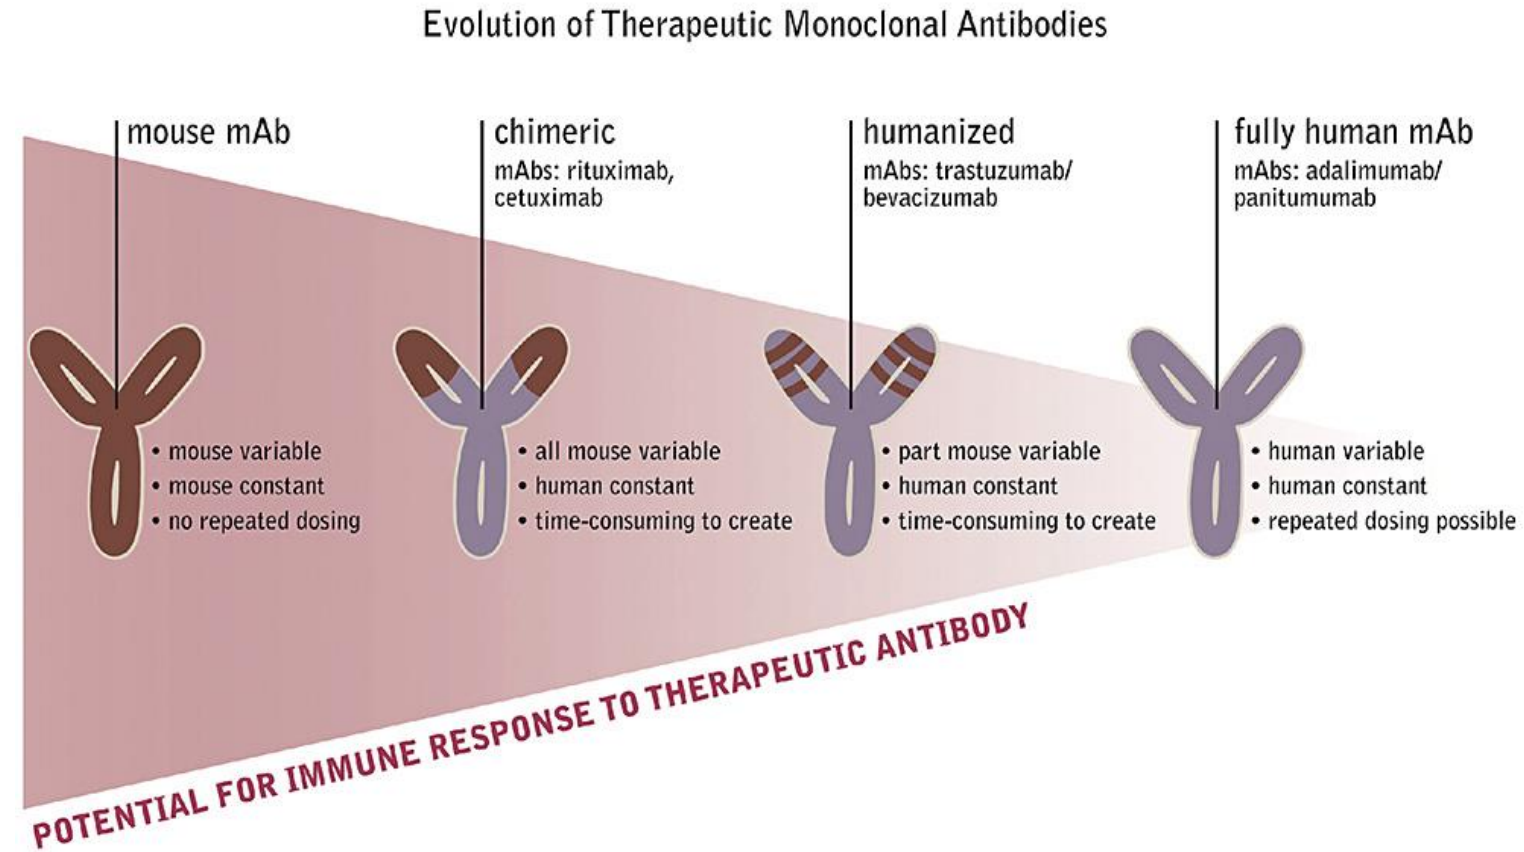 Evolution of Therapeutic Monoclonal Antibodies
mouse mAb
• mouse variable
• mouse constant
• no repeated dosing
chimeric
mAbs: rituximab,
cetuximab
• all mouse variable
• human constant
• time-consuming to create
humanized
mAbs: trastuzumab/
bevacizumab
• part mouse variable
• human constant
• time-consuming to create
fully human mAb
mAbs: adalimumab/
panitumumab
• human variable
• human constant
• repeated dosing possible
POTENTIAL FOR IMMUNE RESPONSE TO THERAPEUTIC ANTIBODY